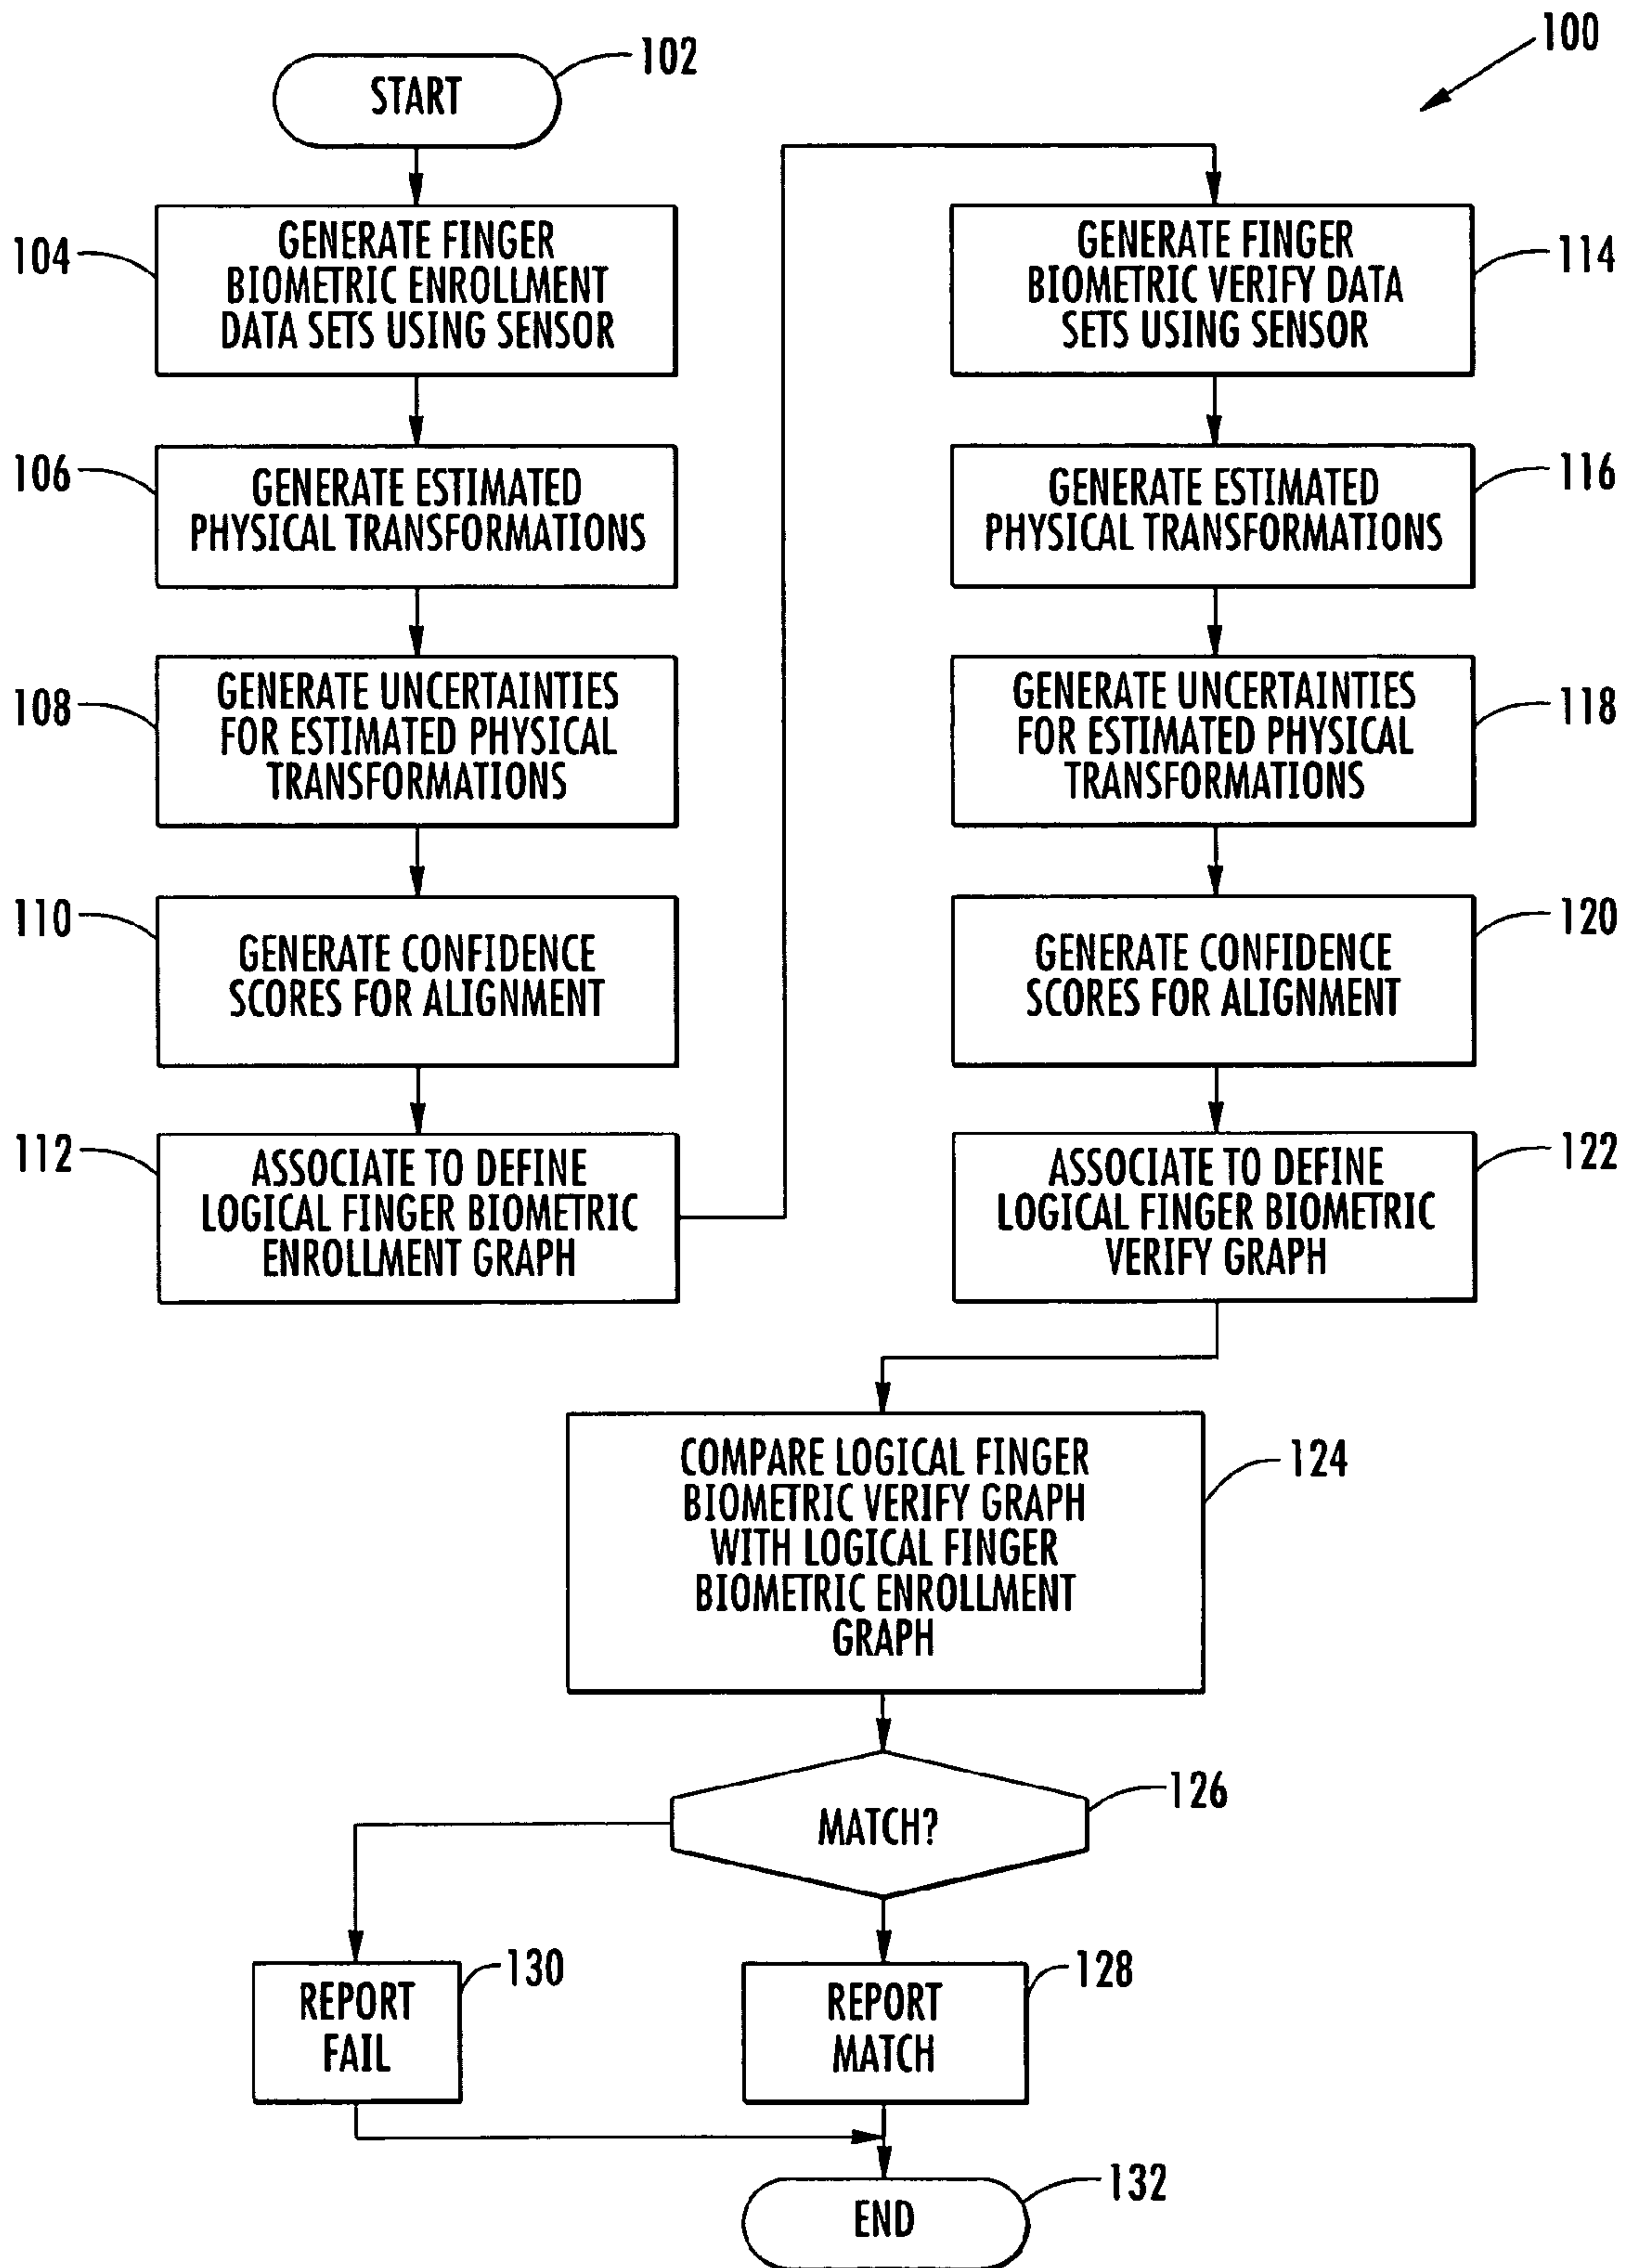 100
102
START
104
GENERATE FINGER
BIOMETRIC ENROLLMENT
DATA SETS USING SENSOR
106
GENERATE ESTIMATED
PHYSICAL TRANSFORMATIONS
108
GENERATE UNCERTAINTIES
FOR ESTIMATED PHYSICAL
TRANSFORMATIONS
110
GENERATE CONFIDENCE
SCORES FOR ALIGNMENT
112
ASSOCIATE TO DEFINE
LOGICAL FINGER BIOMETRIC
ENROLLMENT GRAPH
114
GENERATE FINGER
BIOMETRIC VERIFY DATA
SETS USING SENSOR
116
GENERATE ESTIMATED
PHYSICAL TRANSFORMATIONS
118
GENERATE UNCERTAINTIES
FOR ESTIMATED PHYSICAL
TRANSFORMATIONS
120
GENERATE CONFIDENCE
SCORES FOR ALIGNMENT
122
ASSOCIATE TO DEFINE
LOGICAL FINGER BIOMETRIC
VERIFY GRAPH
124
COMPARE LOGICAL FINGER
BIOMETRIC VERIFY GRAPH
WITH LOGICAL FINGER
BIOMETRIC ENROLLMENT
GRAPH
126
MATCH?
130
REPORT
FAIL
128
REPORT
MATCH
132
END